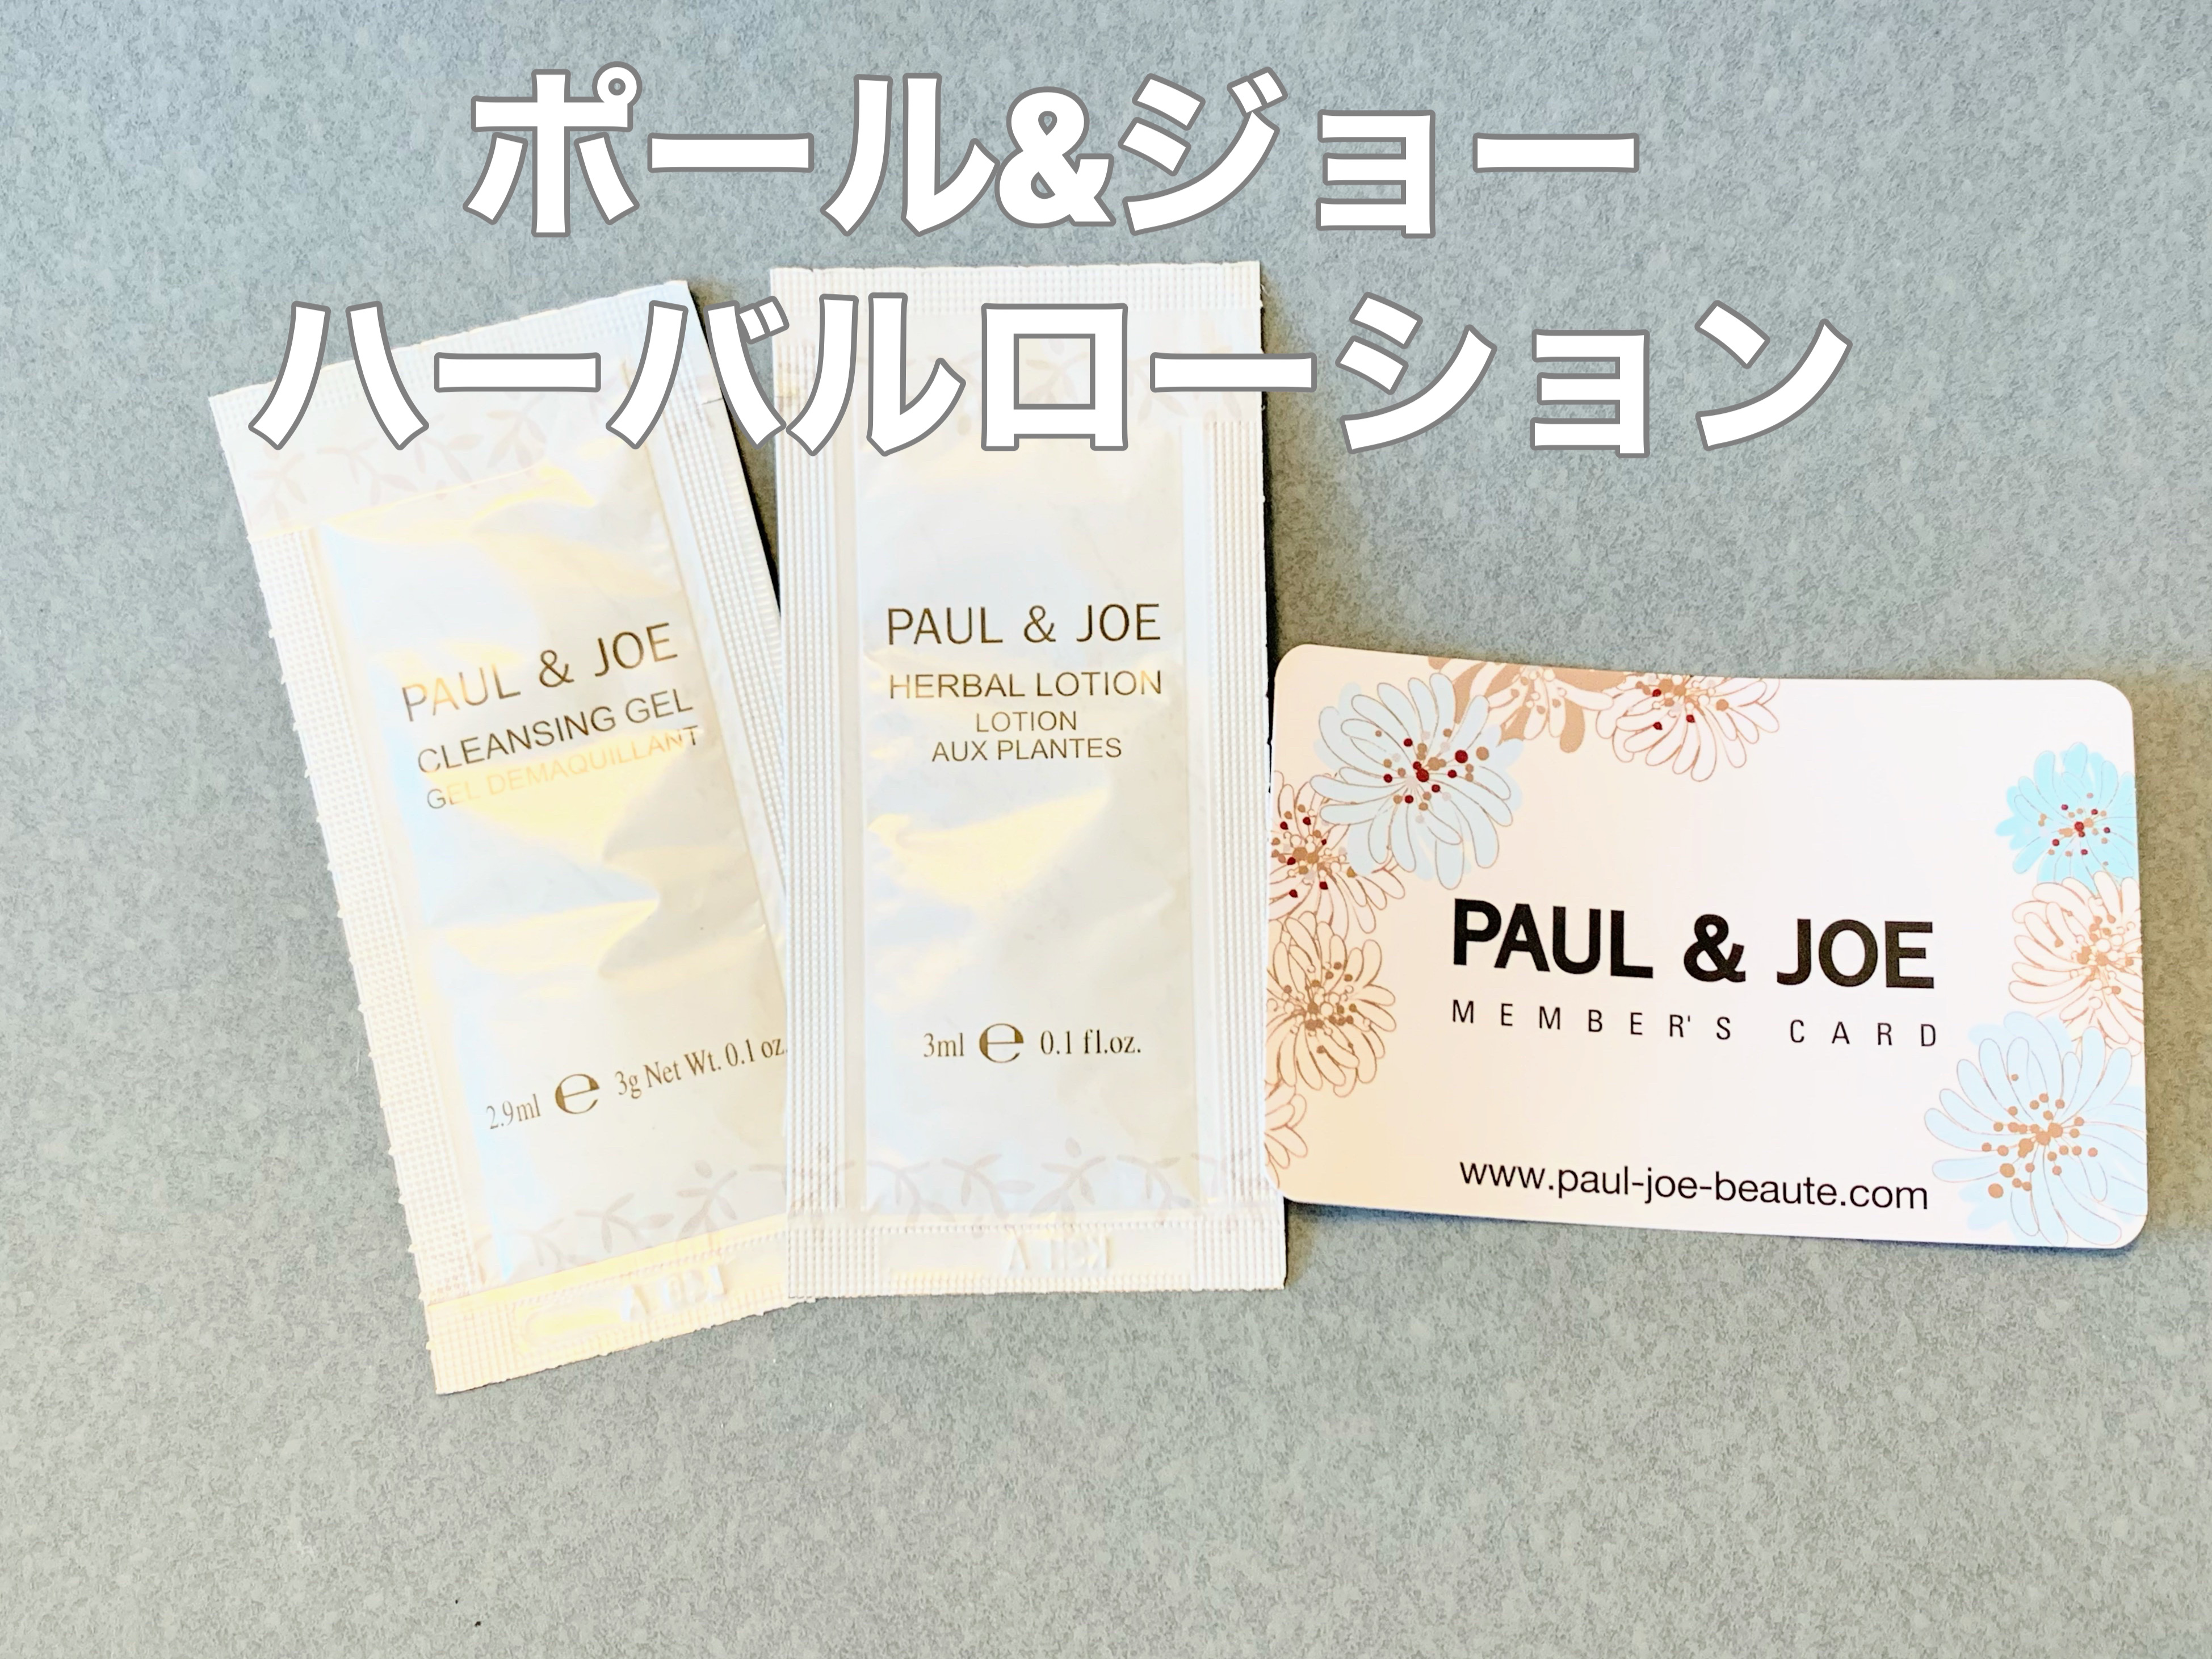 ポール&ジョー
ハーバルローション
PAUL & JOE
CLEANSING GEL
GEL DEMAQUILLANT
2.9ml e 3g Net Wt. 0.1 oz.
PAUL & JOE
HERBAL LOTION
LOTION
AUX PLANTES
3ml e 0.1 fl.oz.
PAUL & JOE
MEMBER'S CARD
www.paul-joe-beaute.com